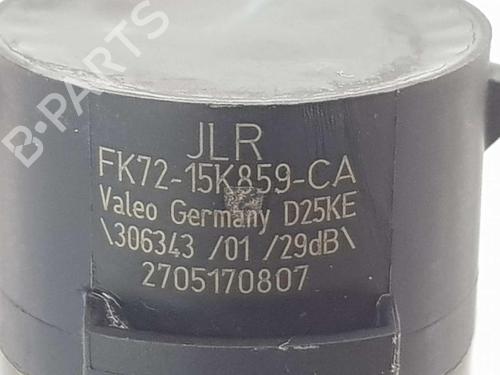 B-PARTS
JLR
FK72-15K859-CA
Valeo Germany D25KE
\306343 /01 /29dB\
2705170807